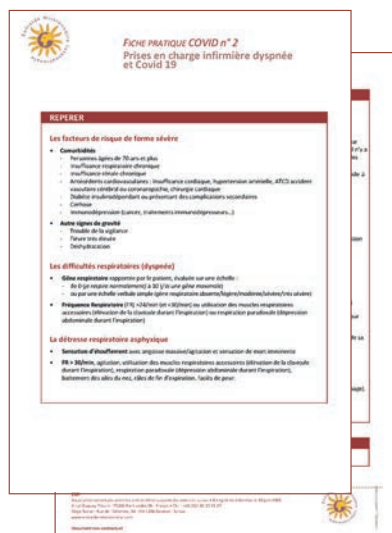 FICHE PRATIQUE COVID n° 2
Prises en charge infirmière dyspnée
et Covid 19
REPERER
Les facteurs de risque de forme sévère
• Comorbidités
- Personnes âgées de 70 ans et plus
- Insuffisance respiratoire chronique
- Insuffisance rénale chronique
- Antécédents cardiovasculaires : insuffisance cardiaque, hypertension artérielle, ATCD accident
vasculaire cérébral ou coronaropathie, chirurgie cardiaque
- Diabète insulinodépendant ou présentant des complications secondaires
- Cirrhose
- Immunodépression (cancer, traitements immunodépresseurs...)
• Autre signes de gravité
- Trouble de la vigilance
- Fièvre très élevée
- Déshydratation
Les difficultés respiratoires (dyspnée)
• Gêne respiratoire rapportée par le patient, évaluée sur une échelle :
- de 0 (je respire normalement) à 10 (j'ai une gêne maximale)
- ou par une échelle verbale simple (gêne respiratoire absente/légère/modérée/sévère/très sévère)
• Fréquence Respiratoire (FR) >24/min (et <30/min) ou utilisation des muscles respiratoires
accessoires (élévation de la clavicule durant l'inspiration) ou respiration paradoxale (dépression
abdominale durant l'inspiration)
La détresse respiratoire asphyxique
• Sensation d'étouffement avec angoisse massive/agitation et sensation de mort imminente
• FR > 30/min, agitation, utilisation des muscles respiratoires accessoires (élévation de la clavicule
durant l'inspiration), respiration paradoxale (dépression abdominale durant l'inspiration),
battement des ailes du nez, râles de fin d'expiration, faciès de peur.